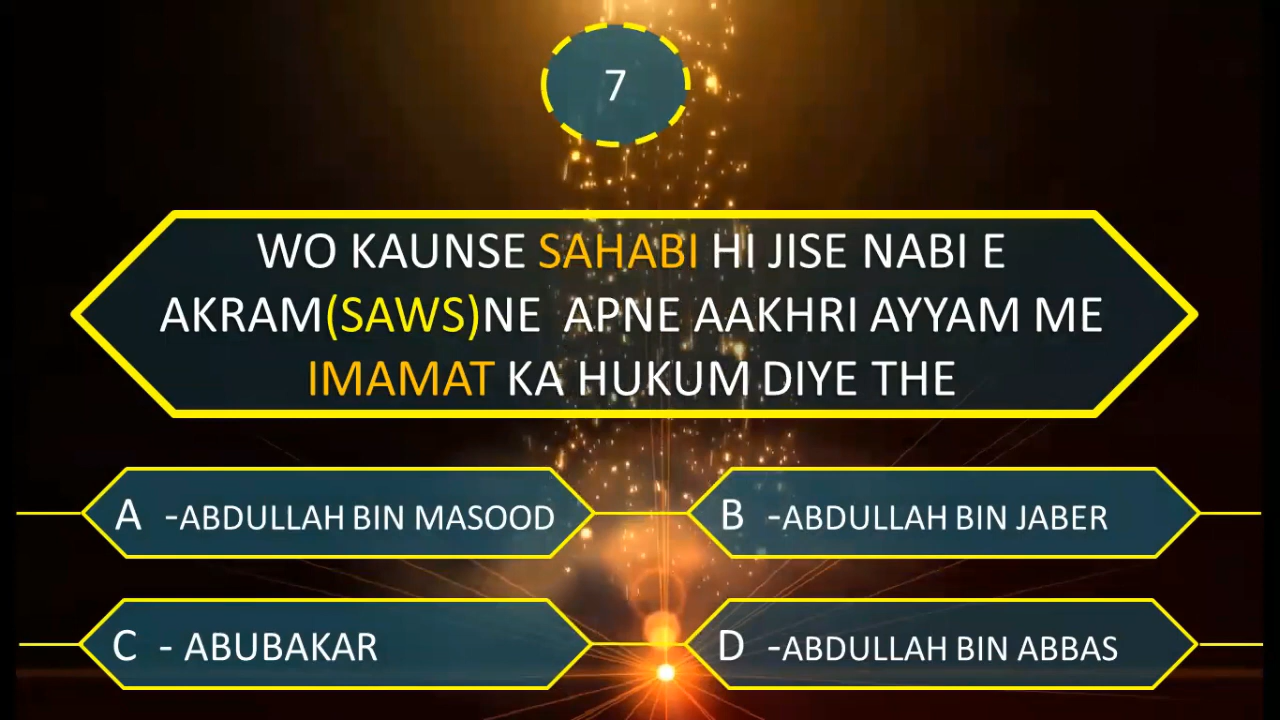 7
WO KAUNSE SAHABI HI JISE NABI E
AKRAM(SAWS)NE APNE AAKHRI AYYAM ME
IMAMAT KA HUKUM DIYE THE
A -ABDULLAH BIN MASOOD
B -ABDULLAH BIN JABER
C - ABUBAKAR
D -ABDULLAH BIN ABBAS